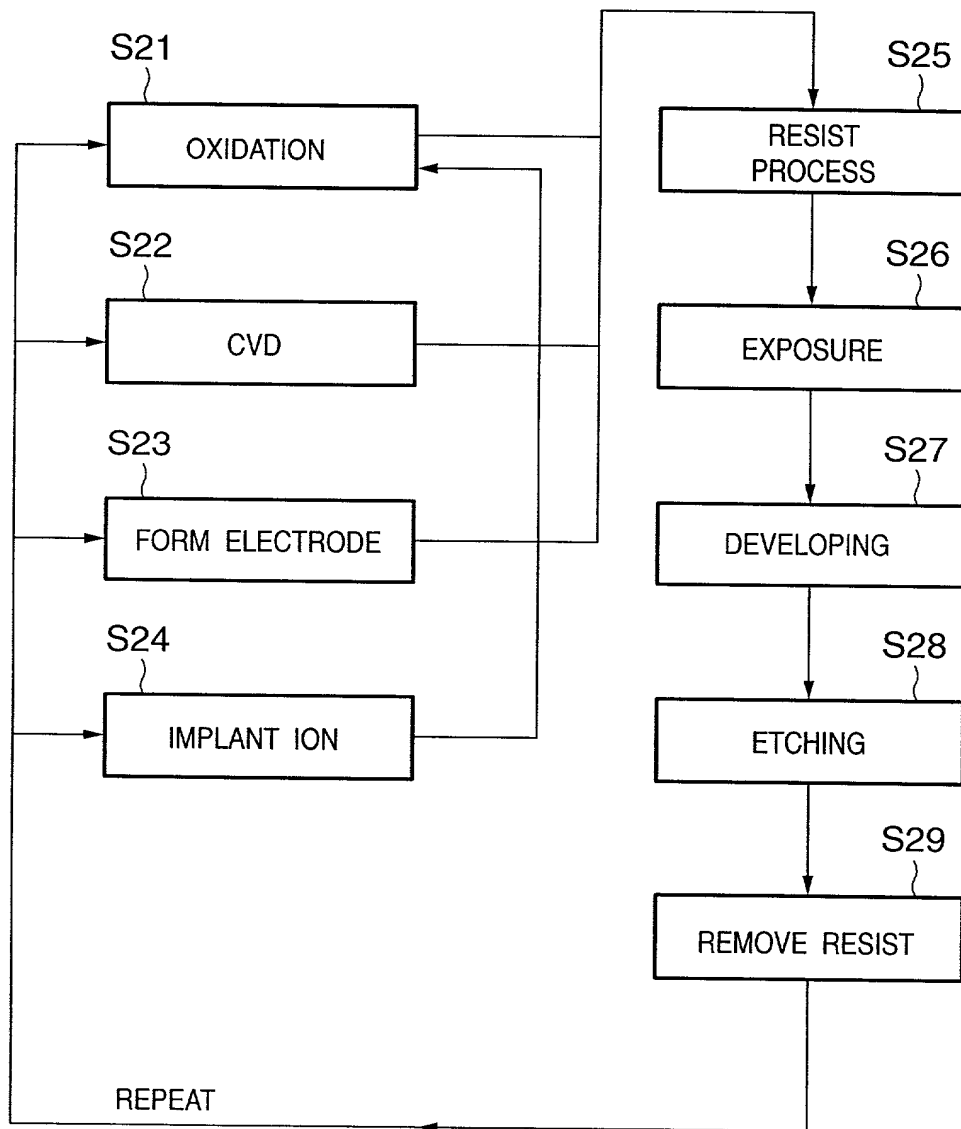 S21
OXIDATION
S22
CVD
S23
FORM ELECTRODE
S24
IMPLANT ION
S25
RESIST
PROCESS
S26
EXPOSURE
S27
DEVELOPING
S28
ETCHING
S29
REMOVE RESIST
REPEAT